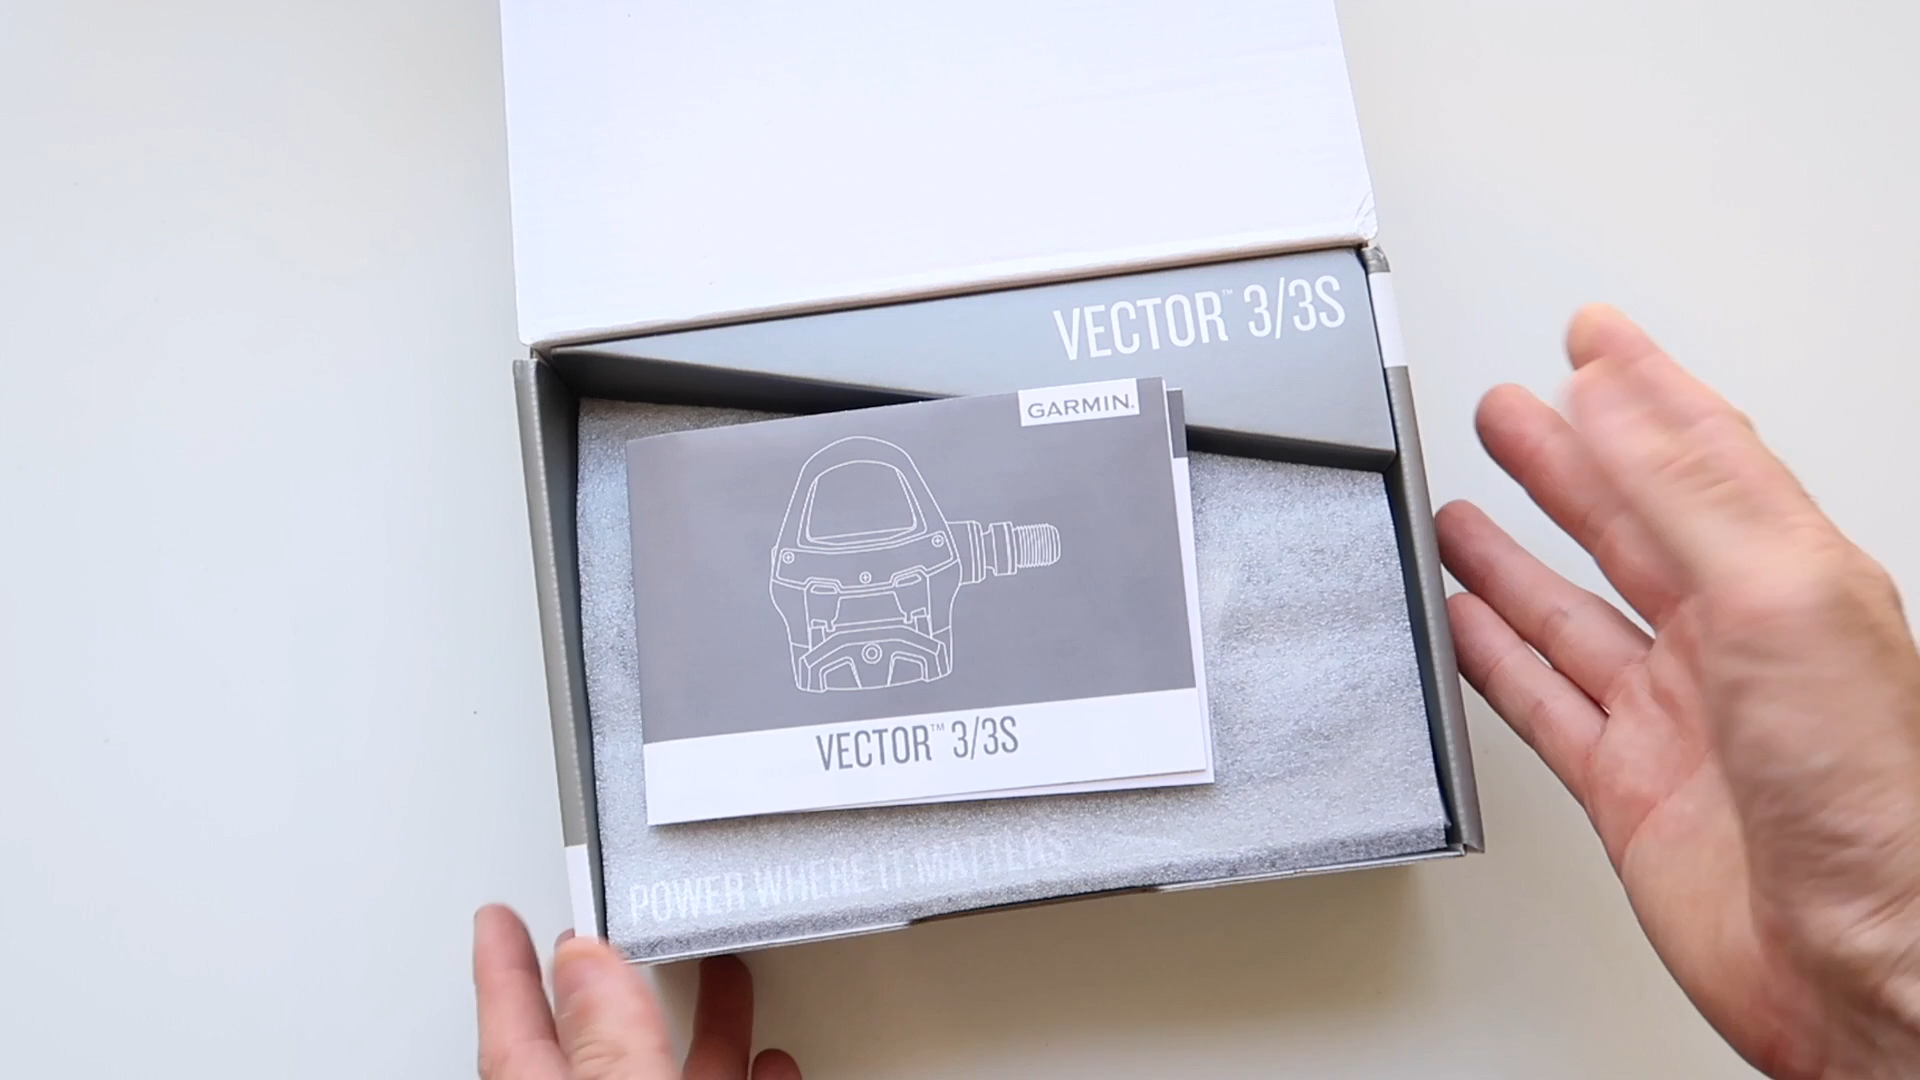 VECTOR™ 3/3S
GARMIN.
VECTOR™ 3/3S
POWER WHERE IT MATTERS